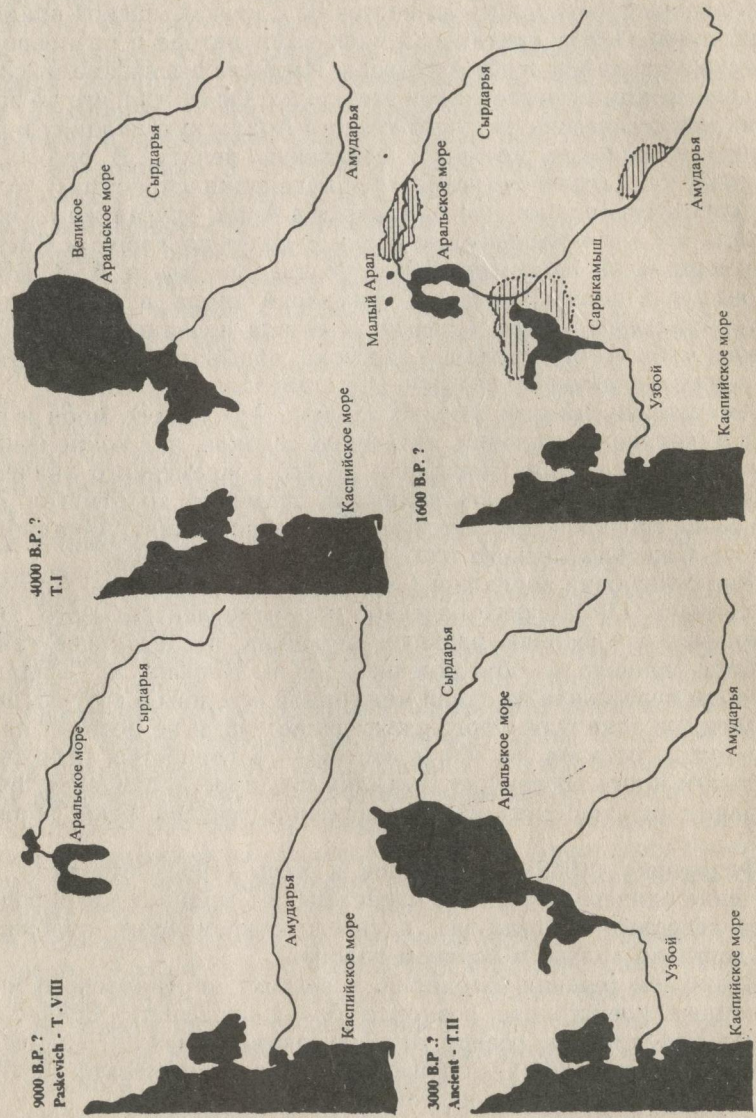 9000 B.P. ?
Paskevich - T .VIII
Аральское море
Сырдарья
Амударья
Каспийское море
4000 B.P. ?
T.I
Великое
Аральское море
Сырдарья
Амударья
Каспийское море
3000 B.P .?
Ancient - T.II
Сырдарья
Аральское море
Амударья
Узбой
Каспийское море
1600 B.P. ?
Малый Арал
Аральское море
Сырдарья
Сарыкамыш
Амударья
Узбой
Каспийское море